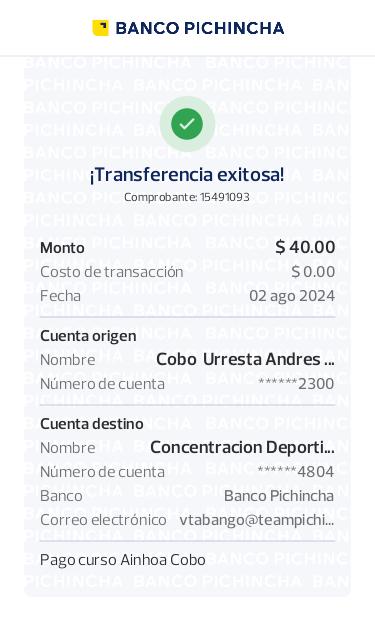 BANCO PICHINCHA
¡Transferencia exitosa!
Comprobante: 15491093
Monto $ 40.00
Costo de transacción $ 0.00
Fecha 02 ago 2024
Cuenta origen
Nombre Cobo Urresta Andres ...
Número de cuenta ******2300
Cuenta destino
Nombre Concentracion Deporti...
Número de cuenta ******4804
Banco Banco Pichincha
Correo electrónico vtabango@teampichi...
Pago curso Ainhoa Cobo